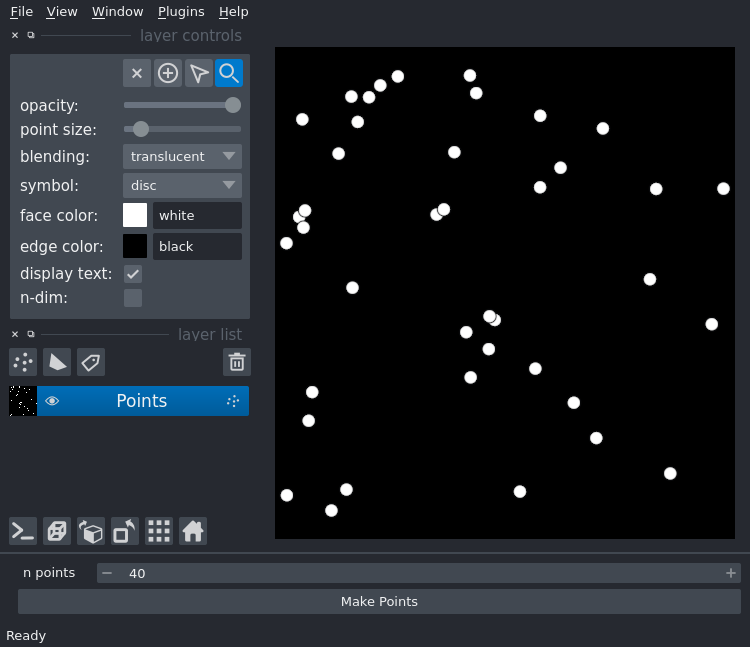 File View Window Plugins Help
layer controls
opacity:
point size:
blending: translucent
symbol: disc
face color: white
edge color: black
display text:
n-dim:
layer list
Points
n points 40
Make Points
Ready